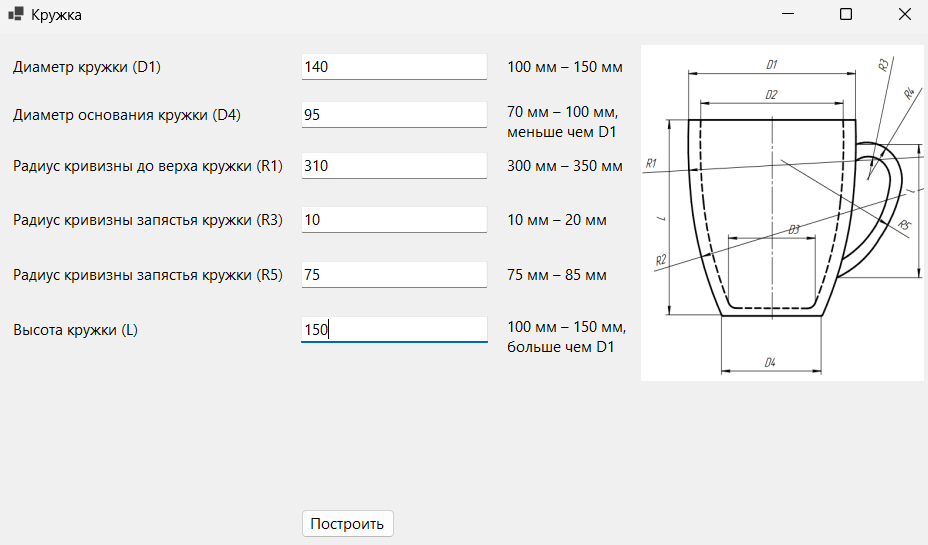 Кружка
Диаметр кружки (D1)
140
100 мм – 150 мм
Диаметр основания кружки (D4)
95
70 мм – 100 мм,
меньше чем D1
Радиус кривизны до верха кружки (R1)
310
300 мм – 350 мм
Радиус кривизны запястья кружки (R3)
10
10 мм – 20 мм
Радиус кривизны запястья кружки (R5)
75
75 мм – 85 мм
Высота кружки (L)
150
100 мм – 150 мм,
больше чем D1
Построить
D1
R3
R4
D2
R1
L
L
R5
D3
R2
D4